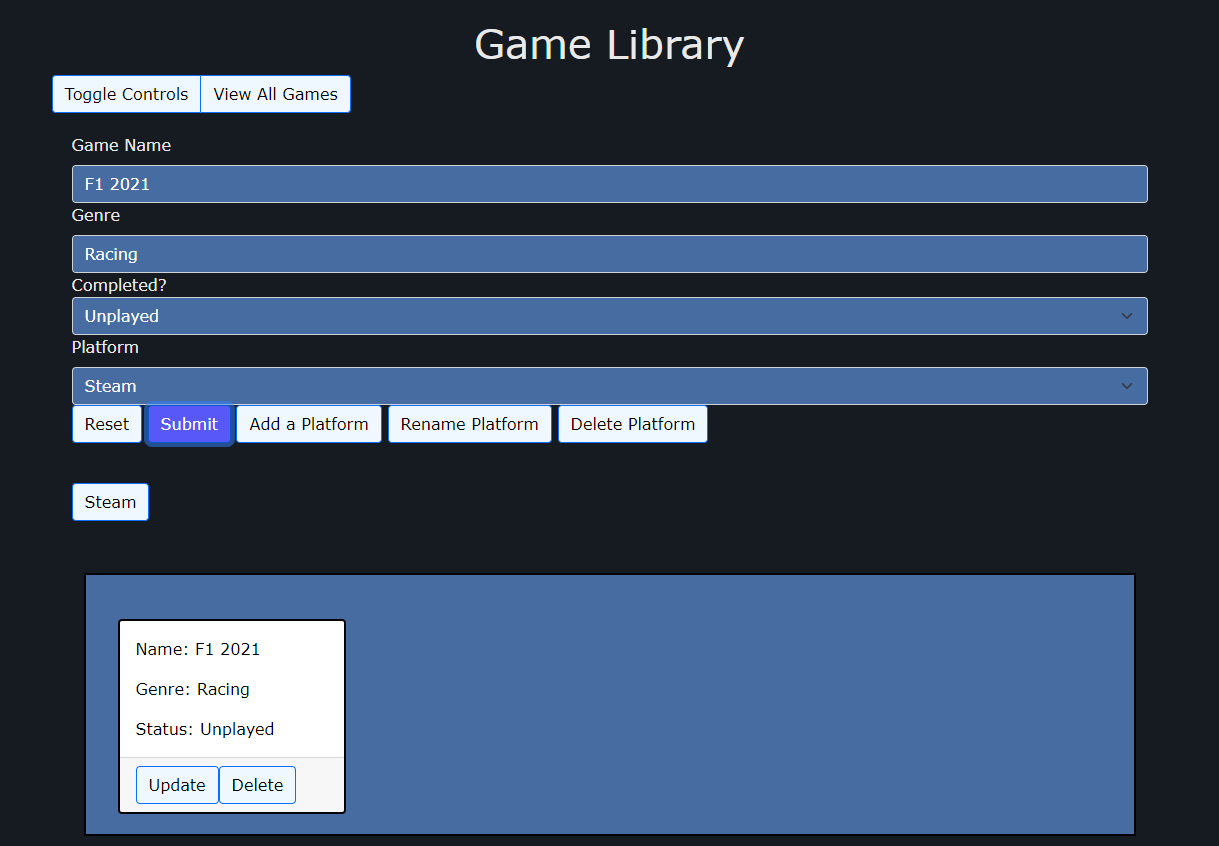 Game Library
Toggle Controls View All Games
Game Name
F1 2021
Genre
Racing
Completed?
Unplayed
Platform
Steam
Reset Submit Add a Platform Rename Platform Delete Platform
Steam
Name: F1 2021
Genre: Racing
Status: Unplayed
Update Delete